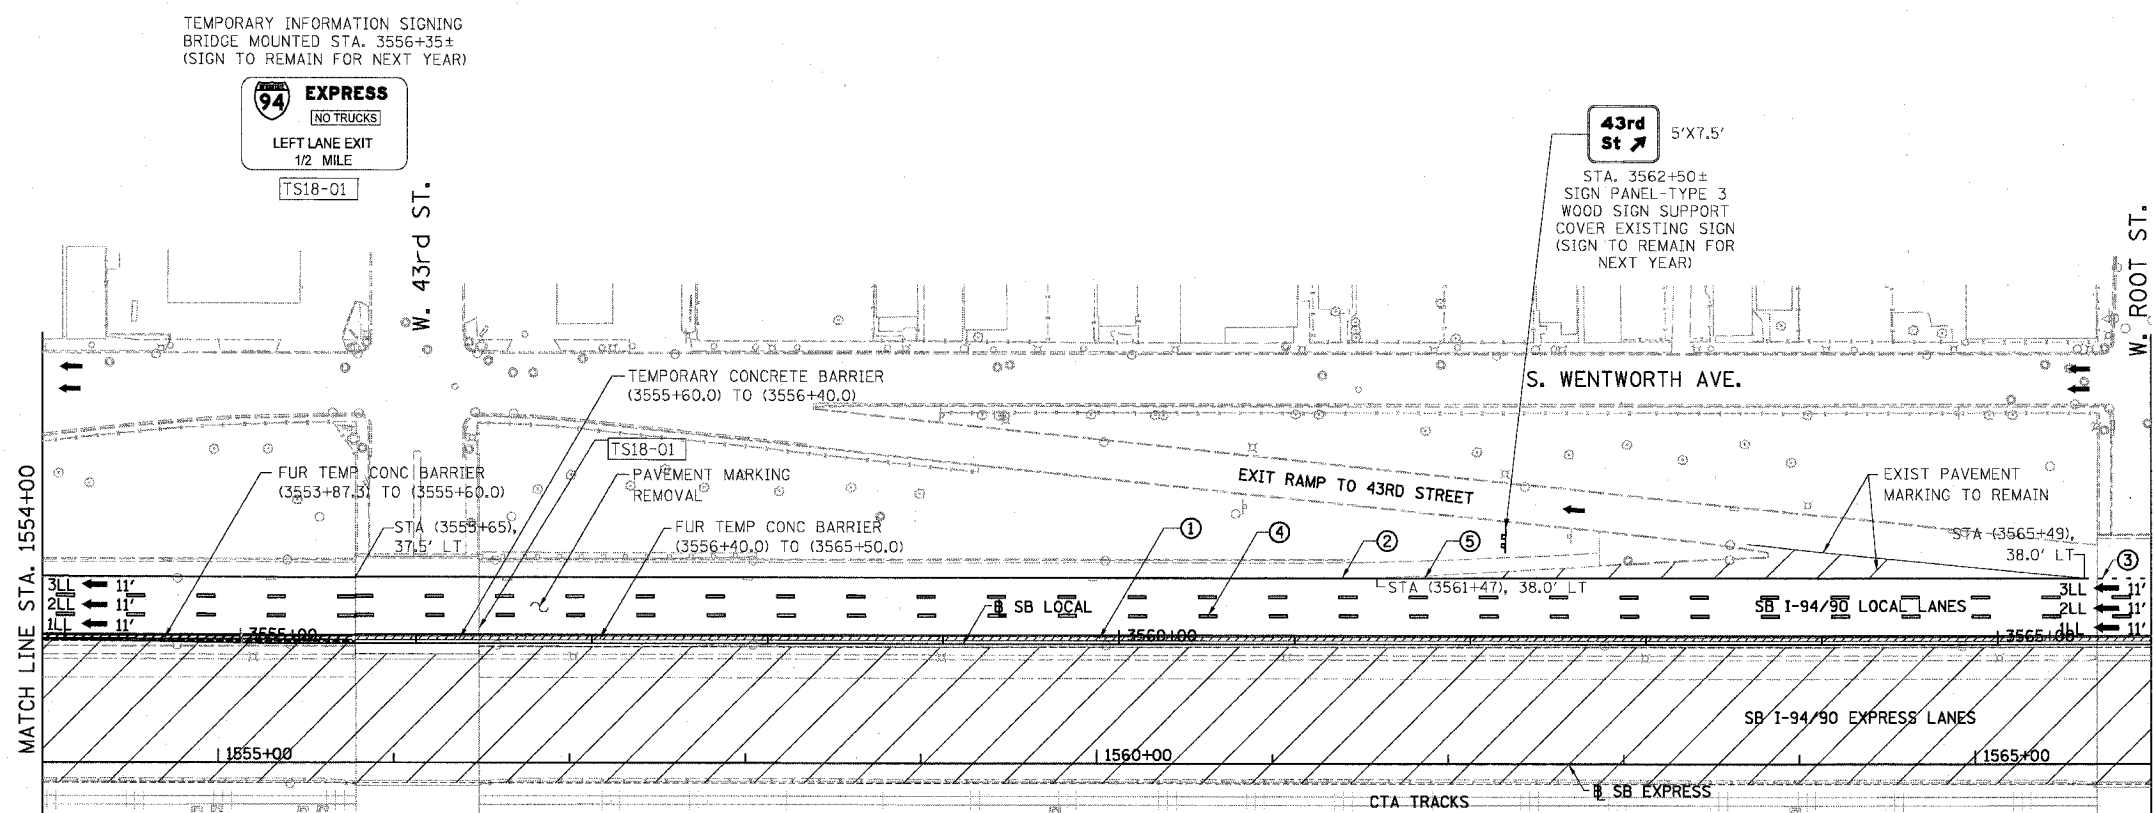 TEMPORARY INFORMATION SIGNING
BRIDGE MOUNTED STA. 3556+35±
(SIGN TO REMAIN FOR NEXT YEAR)
94 EXPRESS
NO TRUCKS
LEFT LANE EXIT
1/2 MILE
TS18-01
W. 43rd ST.
43rd
St
5'X7.5'
STA. 3562+50±
SIGN PANEL-TYPE 3
WOOD SIGN SUPPORT
COVER EXISTING SIGN
(SIGN TO REMAIN FOR
NEXT YEAR)
W. ROOT ST.
S. WENTWORTH AVE.
TEMPORARY CONCRETE BARRIER
(3555+60.0) TO (3556+40.0)
TS18-01
FUR TEMP CONC BARRIER
(3553+87.3) TO (3555+60.0)
PAVEMENT MARKING
REMOVAL
EXIT RAMP TO 43RD STREET
EXIST PAVEMENT
MARKING TO REMAIN
STA (3555+65),
37.5' LT
FUR TEMP CONC BARRIER
(3556+40.0) TO (3565+50.0)
1
4
2
5
STA (3565+49),
38.0' LT
3
STA (3561+47), 38.0' LT
MATCH LINE STA. 1554+00
3LL 11'
2LL 11'
1LL 11'
B SB LOCAL
SB I-94/90 LOCAL LANES
3LL 11'
2LL 11'
1LL 11'
3555+00
3560+00
3565+00
SB I-94/90 EXPRESS LANES
1555+00
1560+00
1565+00
B SB EXPRESS
CTA TRACKS